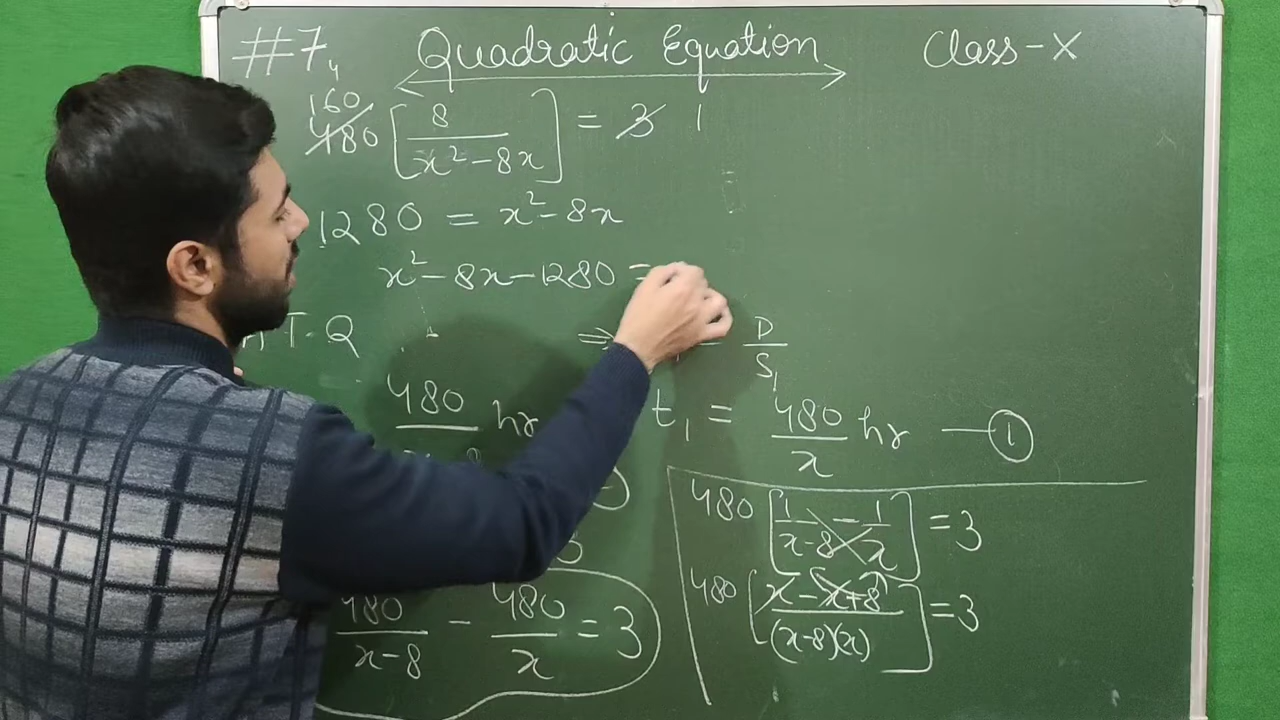 #7, Quadratic Equation Class-X
160
480 [8/(x²-8x)] = 3 1
1280 = x²-8x
x²-8x-1280 =
T-Q
⇒ = D/S₁
480 hr
t₁ = 480/x hr —①
480 [1/(x-8) - 1/x] = 3
480 [(x-x+8)/((x-8)(x))] = 3
480/(x-8) - 480/x = 3